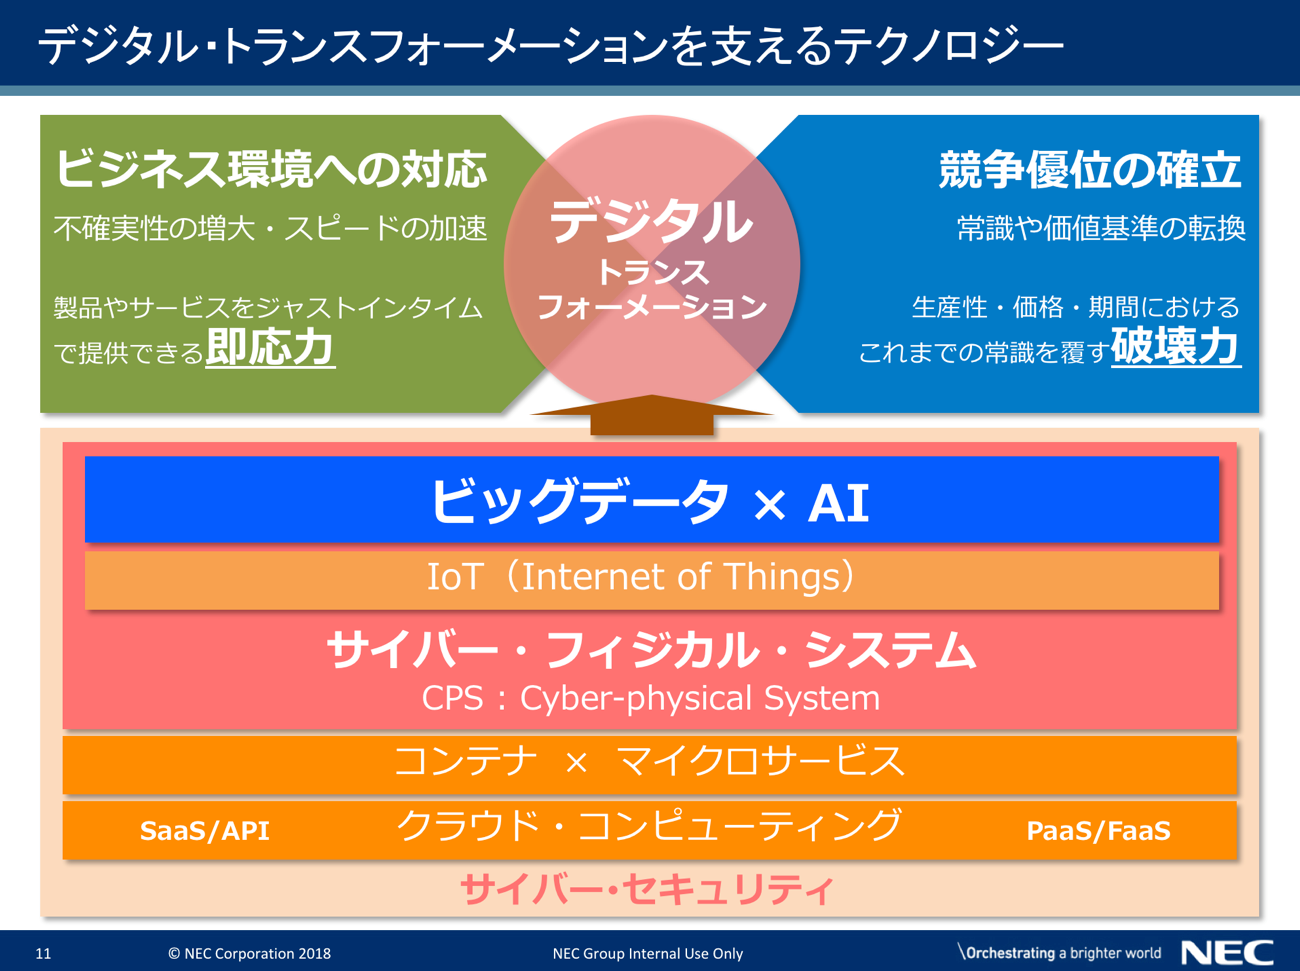 デジタル・トランスフォーメーションを支えるテクノロジー
ビジネス環境への対応
不確実性の増大・スピードの加速
製品やサービスをジャストインタイム
で提供できる即応力
デジタル
トランス
フォーメーション
競争優位の確立
常識や価値基準の転換
生産性・価格・期間における
これまでの常識を覆す破壊力
ビッグデータ × AI
IoT（Internet of Things）
サイバー・フィジカル・システム
CPS：Cyber-physical System
コンテナ × マイクロサービス
SaaS/API クラウド・コンピューティング PaaS/FaaS
サイバー・セキュリティ
11 © NEC Corporation 2018 NEC Group Internal Use Only \Orchestrating a brighter world NEC